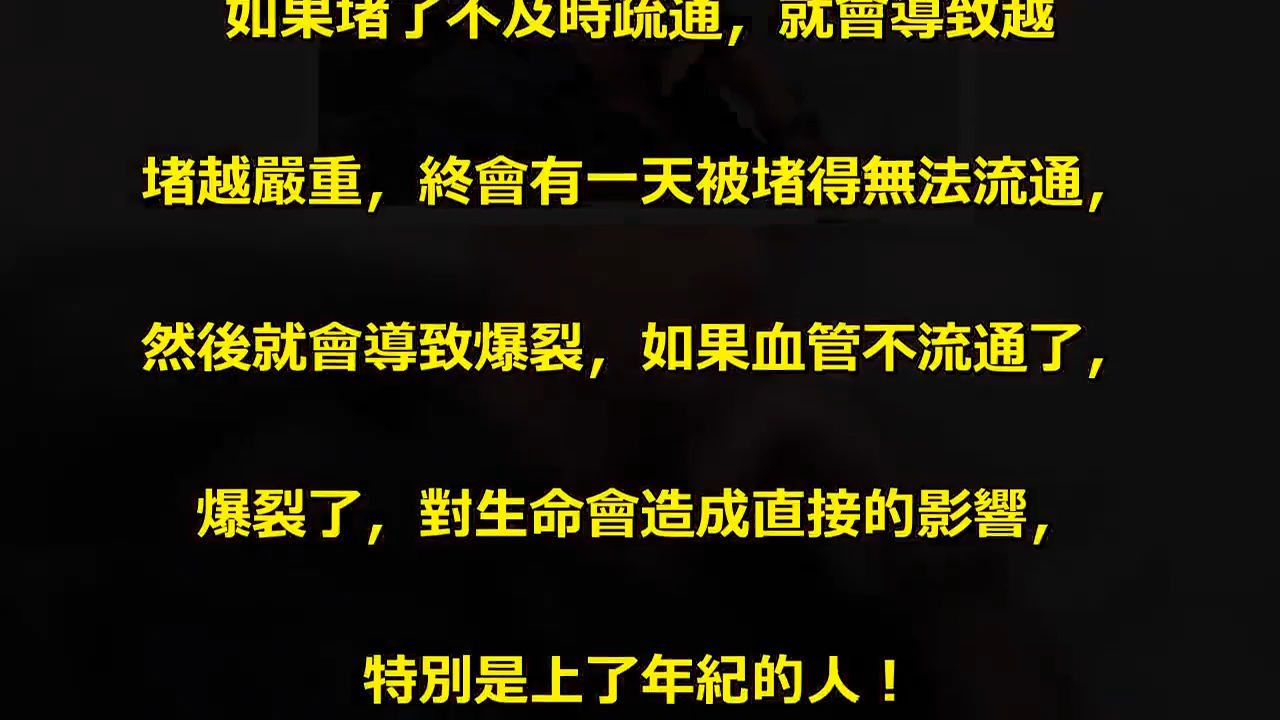 如果堵了不及時疏通，就會導致越
堵越嚴重，終會有一天被堵得無法流通，
然後就會導致爆裂，如果血管不流通了，
爆裂了，對生命會造成直接的影響，
特別是上了年紀的人！